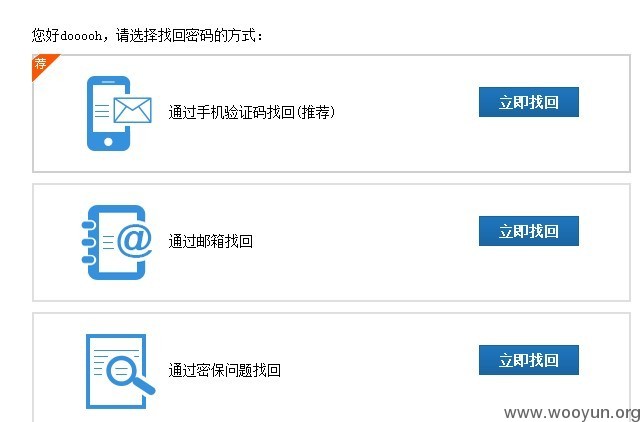 您好dooooh，请选择找回密码的方式：
荐
通过手机验证码找回(推荐)
立即找回
@
通过邮箱找回
立即找回
通过密保问题找回
立即找回
www.wooyun.org